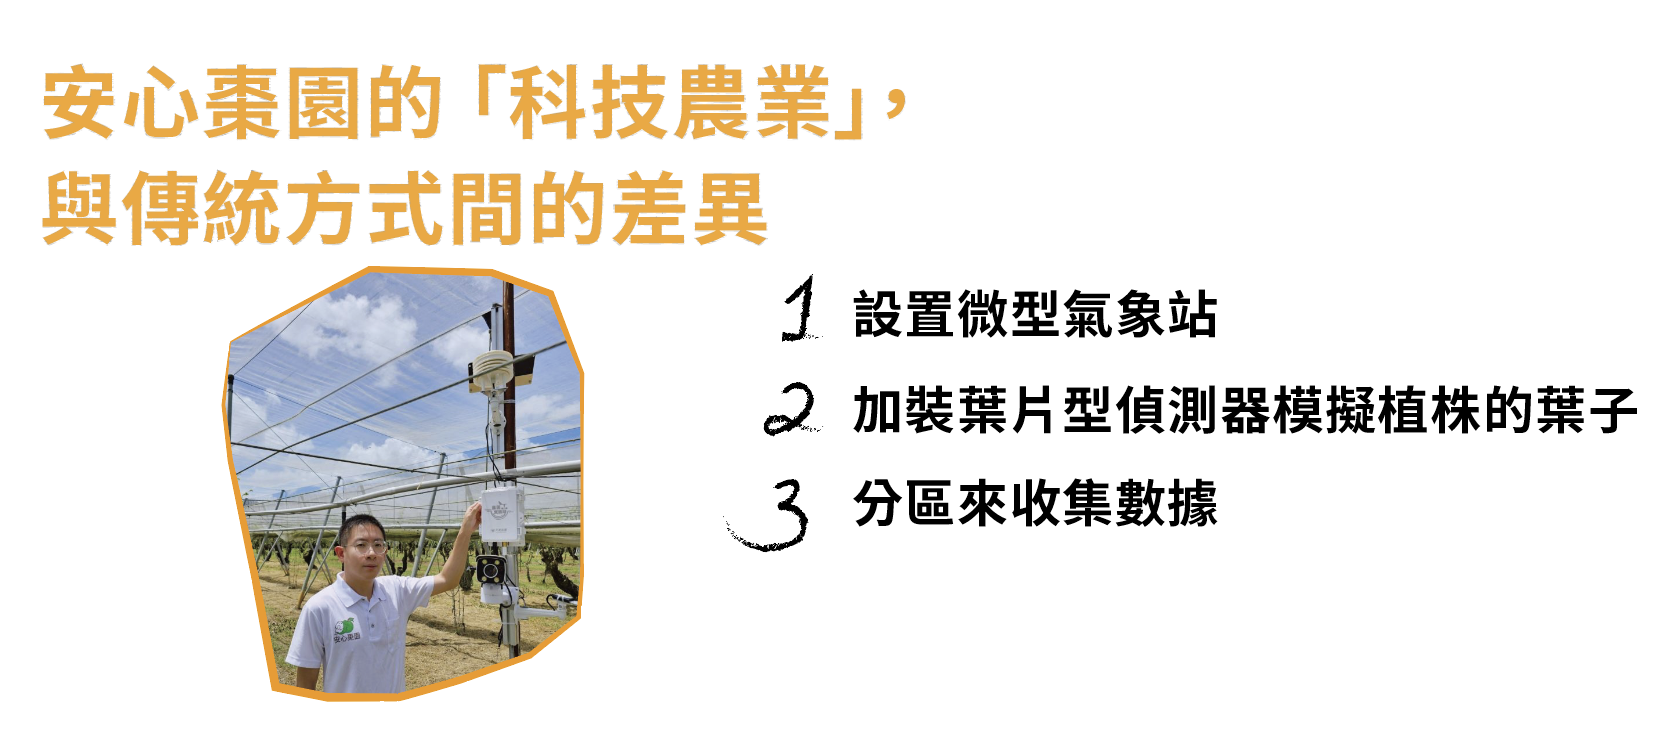 安心棗園的「科技農業」，
與傳統方式間的差異
1 設置微型氣象站
2 加裝葉片型偵測器模擬植株的葉子
3 分區來收集數據
安心棗園